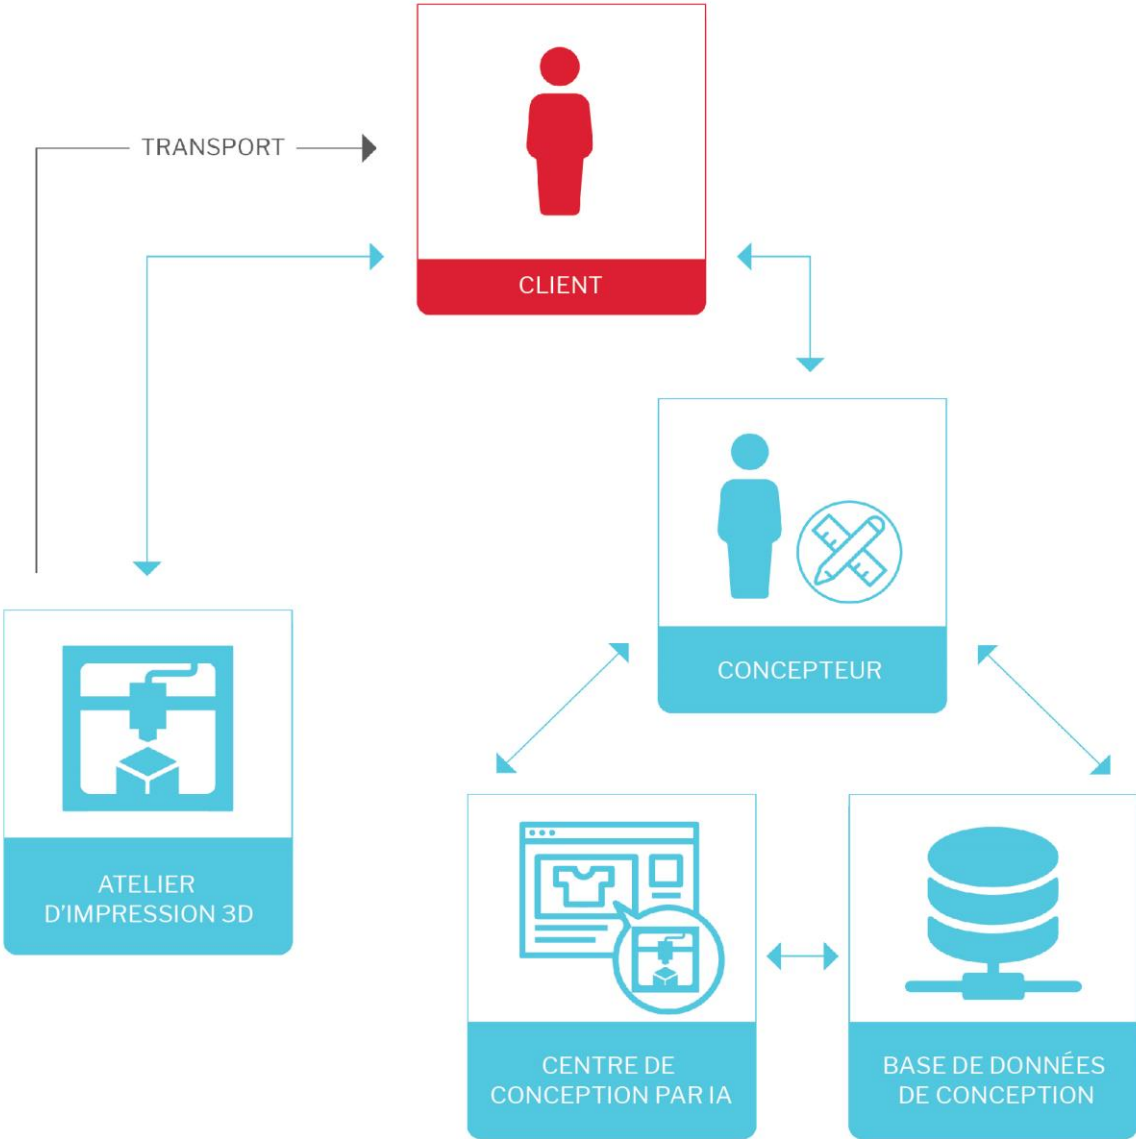 TRANSPORT
CLIENT
CONCEPTEUR
ATELIER
D'IMPRESSION 3D
CENTRE DE
CONCEPTION PAR IA
BASE DE DONNÉES
DE CONCEPTION